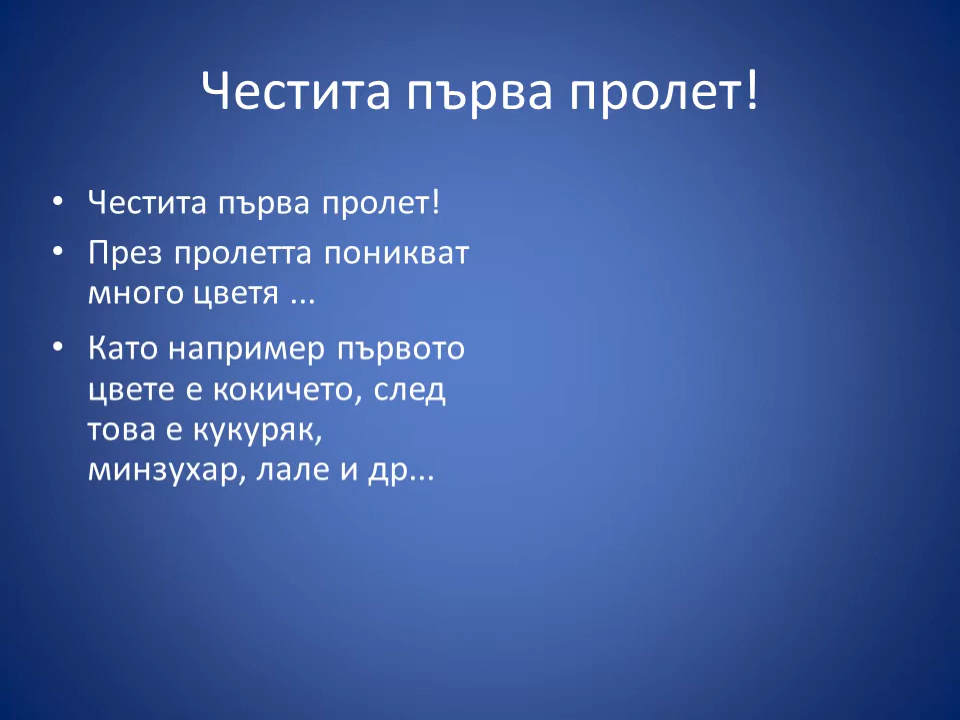 Честита първа пролет!
• Честита първа пролет!
• През пролетта поникват
много цветя ...
• Като например първото
цвете е кокичето, след
това е кукуряк,
минзухар, лале и др...